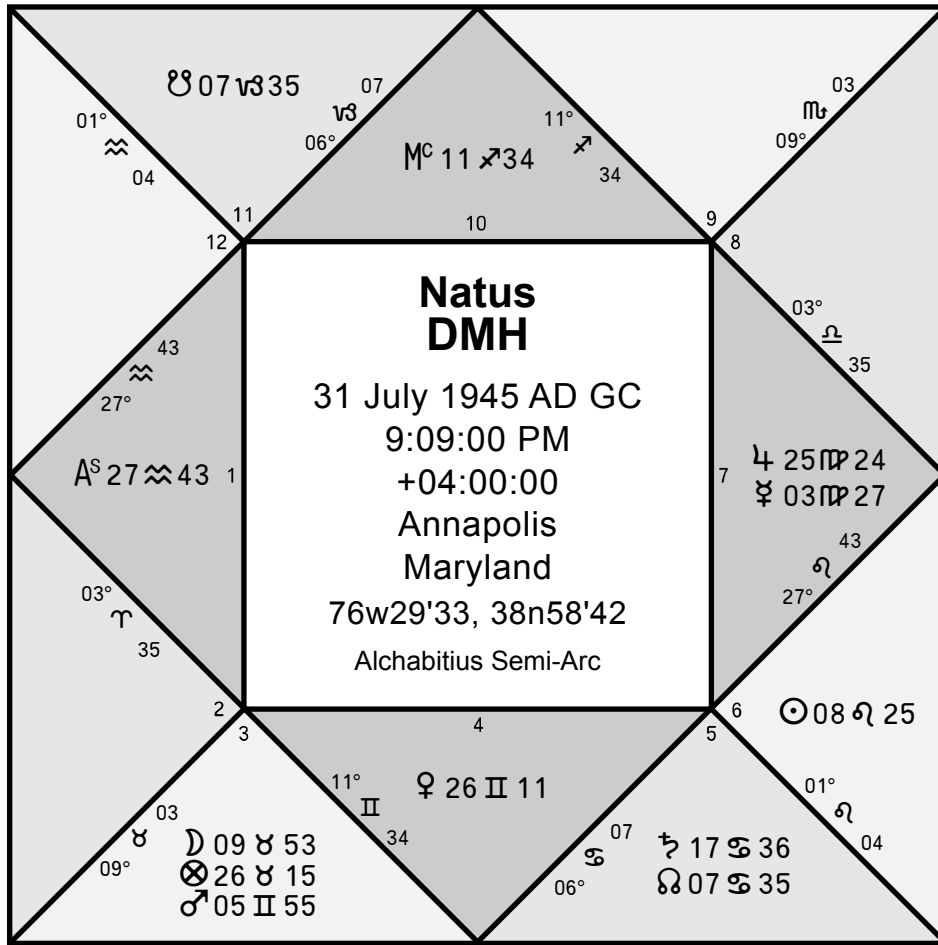 ☋ 07 ♑ 35
07
♑
06°
01°
♒
04
11°
♐
34
Mᶜ 11 ♐ 34
03
♏
09°
11
12
10
9
8
Natus
DMH
31 July 1945 AD GC
9:09:00 PM
+04:00:00
Annapolis
Maryland
76w29'33, 38n58'42
Alchabitius Semi-Arc
43
♒
27°
Aˢ 27 ♒ 43
1
03°
♎
35
7
♃ 25 ♍ 24
☿ 03 ♍ 27
43
♌
27°
03°
♈
35
2
3
4
6
5
☉ 08 ♌ 25
01°
♌
04
03
♉
09°
☽ 09 ♉ 53
⊗ 26 ♉ 15
♂ 05 ♊ 55
11°
♊
34
♀ 26 ♊ 11
07
♋
06°
♄ 17 ♋ 36
☊ 07 ♋ 35